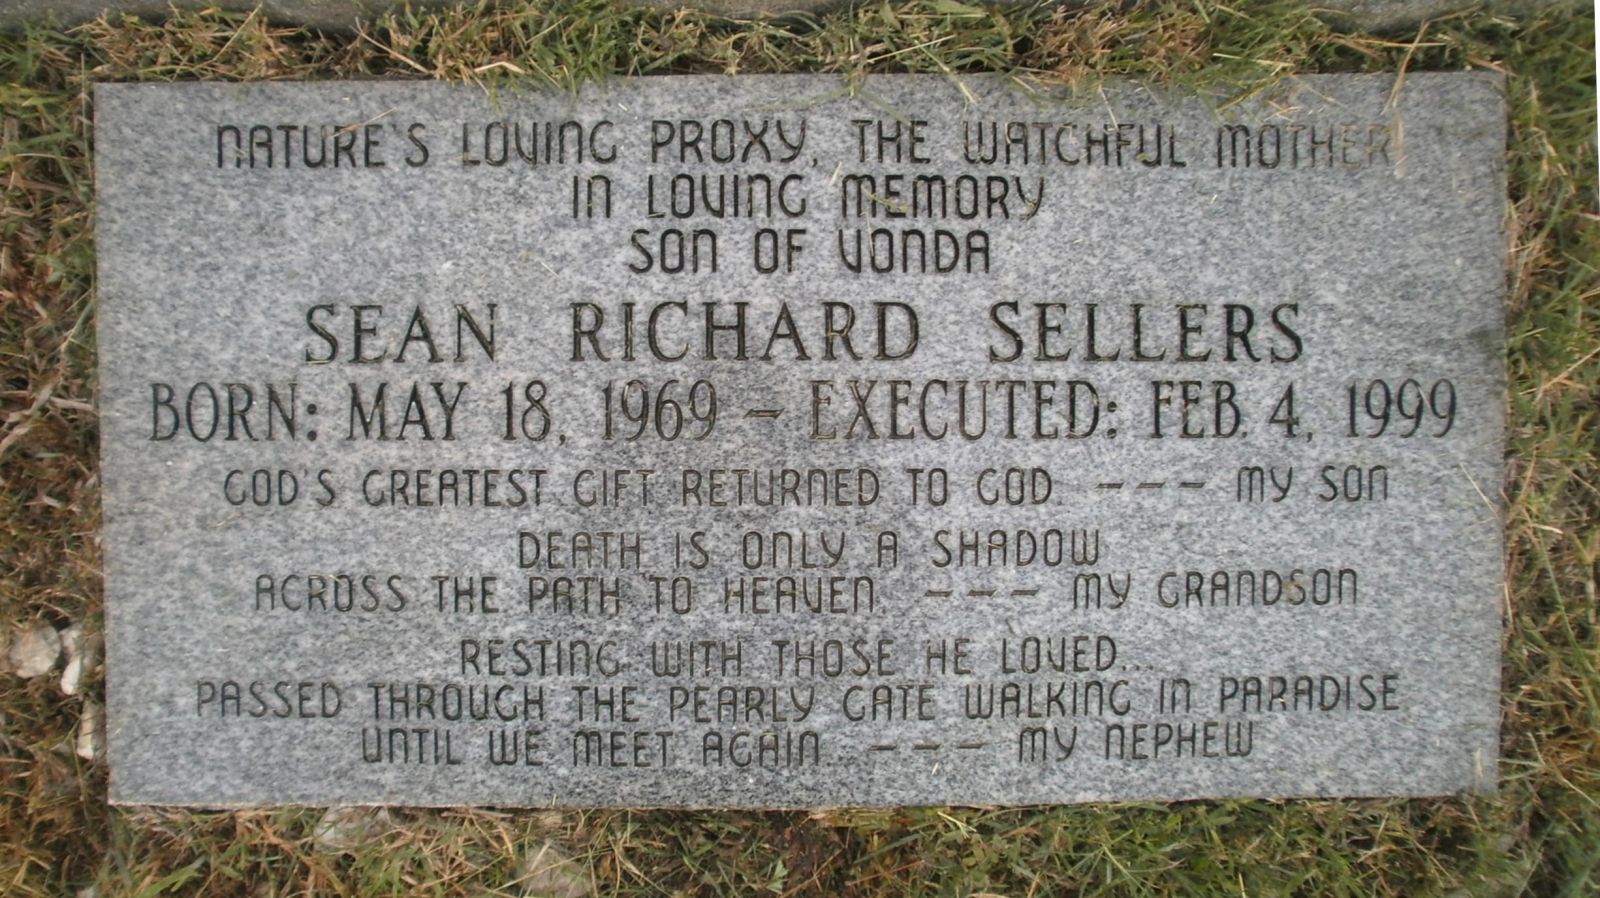 NATURE'S LOVING PROXY, THE WATCHFUL MOTHER
IN LOVING MEMORY
SON OF VONDA
SEAN RICHARD SELLERS
BORN: MAY 18, 1969 – EXECUTED: FEB. 4, 1999
GOD'S GREATEST GIFT RETURNED TO GOD. --- MY SON
DEATH IS ONLY A SHADOW
ACROSS THE PATH TO HEAVEN. --- MY GRANDSON
RESTING WITH THOSE HE LOVED...
PASSED THROUGH THE PEARLY GATE WALKING IN PARADISE
UNTIL WE MEET AGAIN. --- MY NEPHEW